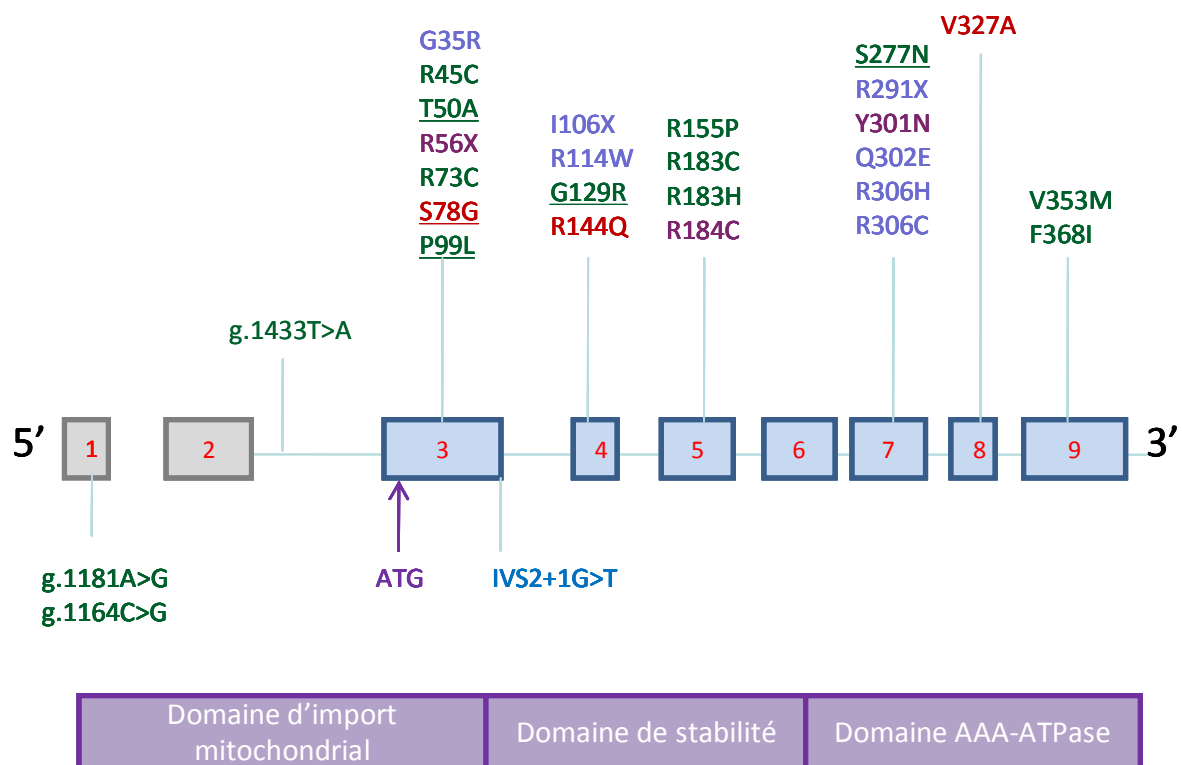 V327A
G35R
R45C
T50A
R56X
R73C
S78G
P99L
I106X
R114W
G129R
R144Q
R155P
R183C
R183H
R184C
S277N
R291X
Y301N
Q302E
R306H
R306C
V353M
F368I
g.1433T>A
5’
1
2
3
4
5
6
7
8
9
3’
g.1181A>G
g.1164C>G
ATG
IVS2+1G>T
Domaine d’import
mitochondrial
Domaine de stabilité
Domaine AAA-ATPase